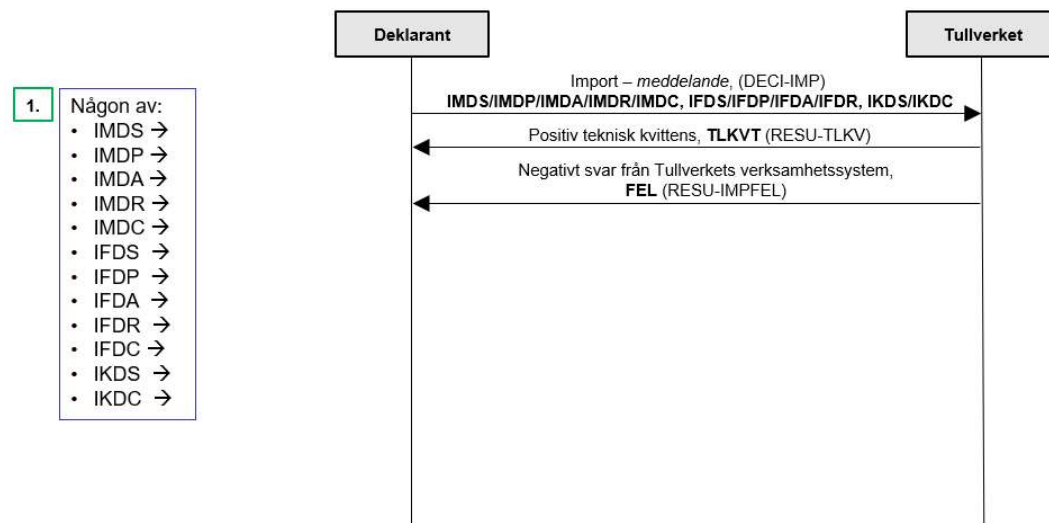 Deklarant
Tullverket
1.
Någon av:
• IMDS →
• IMDP →
• IMDA →
• IMDR →
• IMDC →
• IFDS →
• IFDP →
• IFDA →
• IFDR →
• IFDC →
• IKDS →
• IKDC →
Import – meddelande, (DECI-IMP)
IMDS/IMDP/IMDA/IMDR/IMDC, IFDS/IFDP/IFDA/IFDR, IKDS/IKDC
Positiv teknisk kvittens, TLKVT (RESU-TLKV)
Negativt svar från Tullverkets verksamhetssystem,
FEL (RESU-IMPFEL)